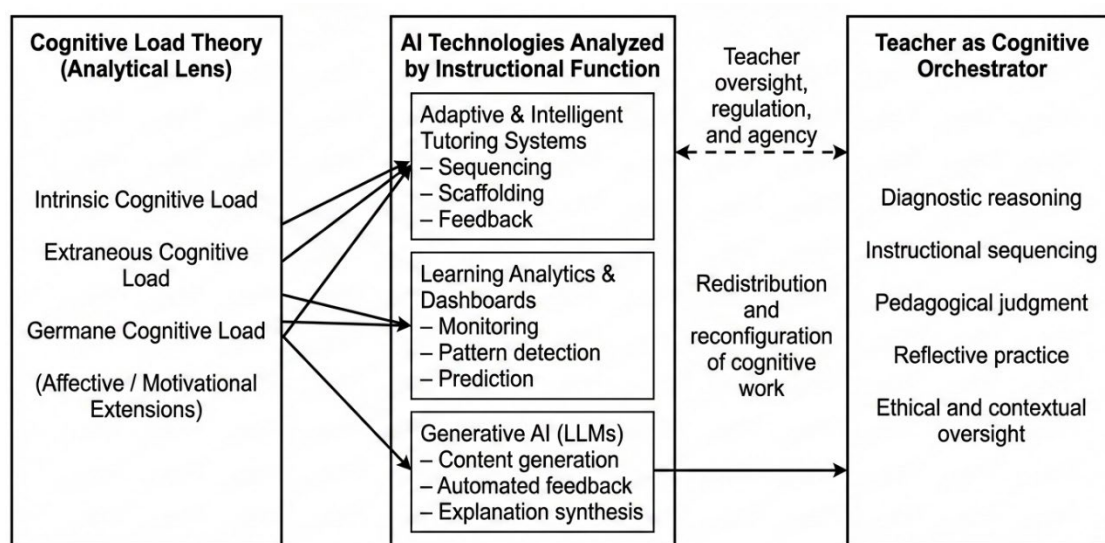 Cognitive Load Theory
(Analytical Lens)
Intrinsic Cognitive Load
Extraneous Cognitive
Load
Germane Cognitive Load
(Affective / Motivational
Extensions)
AI Technologies Analyzed
by Instructional Function
Adaptive & Intelligent
Tutoring Systems
– Sequencing
– Scaffolding
– Feedback
Learning Analytics &
Dashboards
– Monitoring
– Pattern detection
– Prediction
Generative AI (LLMs)
– Content generation
– Automated feedback
– Explanation synthesis
Teacher
oversight,
regulation,
and agency
Redistribution
and
reconfiguration
of cognitive
work
Teacher as Cognitive
Orchestrator
Diagnostic reasoning
Instructional sequencing
Pedagogical judgment
Reflective practice
Ethical and contextual
oversight